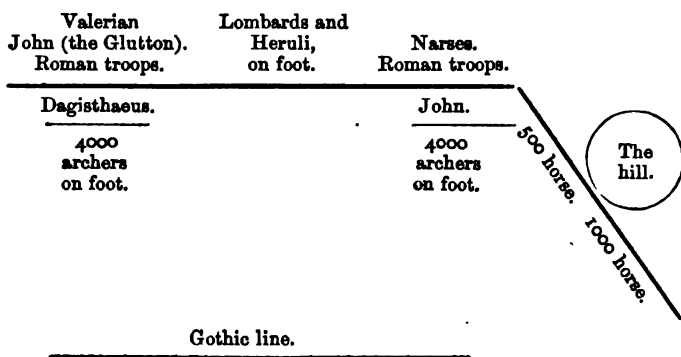 Valerian
John (the Glutton).
Roman troops.
Lombards and
Heruli,
on foot.
Narses.
Roman troops.
Dagisthaeus.
4000
archers
on foot.
John.
4000
archers
on foot.
500 horse.
1000 horse.
The
hill.
Gothic line.